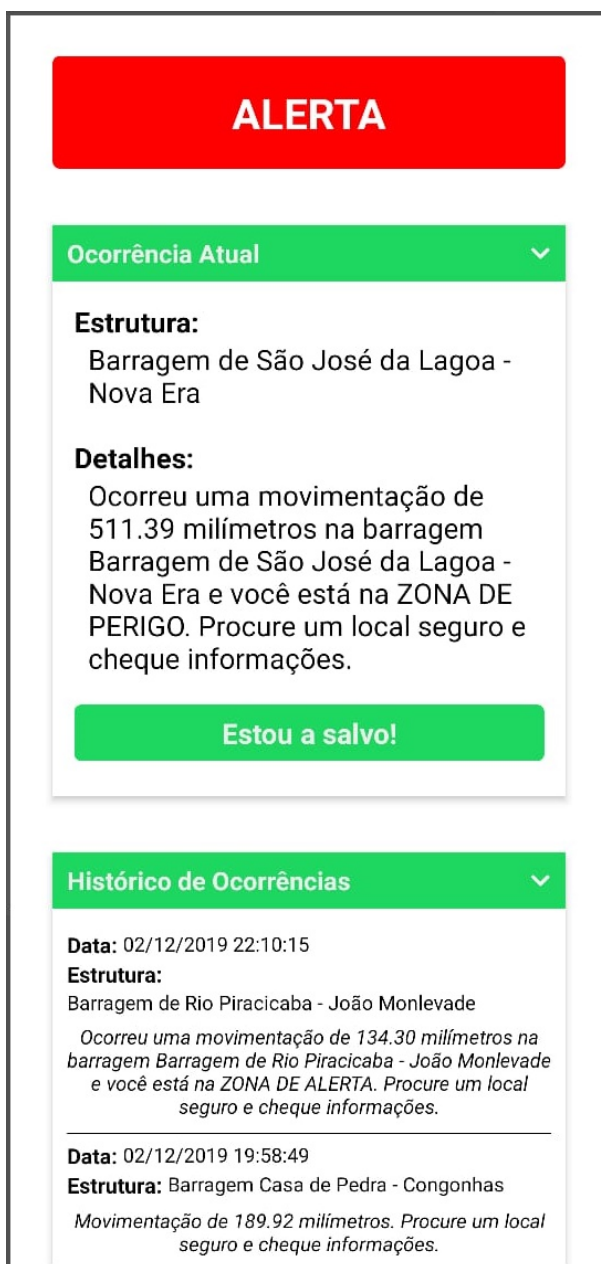 ALERTA
Ocorrência Atual
Estrutura:
Barragem de São José da Lagoa -
Nova Era
Detalhes:
Ocorreu uma movimentação de
511.39 milímetros na barragem
Barragem de São José da Lagoa -
Nova Era e você está na ZONA DE
PERIGO. Procure um local seguro e
cheque informações.
Estou a salvo!
Histórico de Ocorrências
Data: 02/12/2019 22:10:15
Estrutura:
Barragem de Rio Piracicaba - João Monlevade
Ocorreu uma movimentação de 134.30 milímetros na
barragem Barragem de Rio Piracicaba - João Monlevade
e você está na ZONA DE ALERTA. Procure um local
seguro e cheque informações.
Data: 02/12/2019 19:58:49
Estrutura: Barragem Casa de Pedra - Congonhas
Movimentação de 189.92 milímetros. Procure um local
seguro e cheque informações.